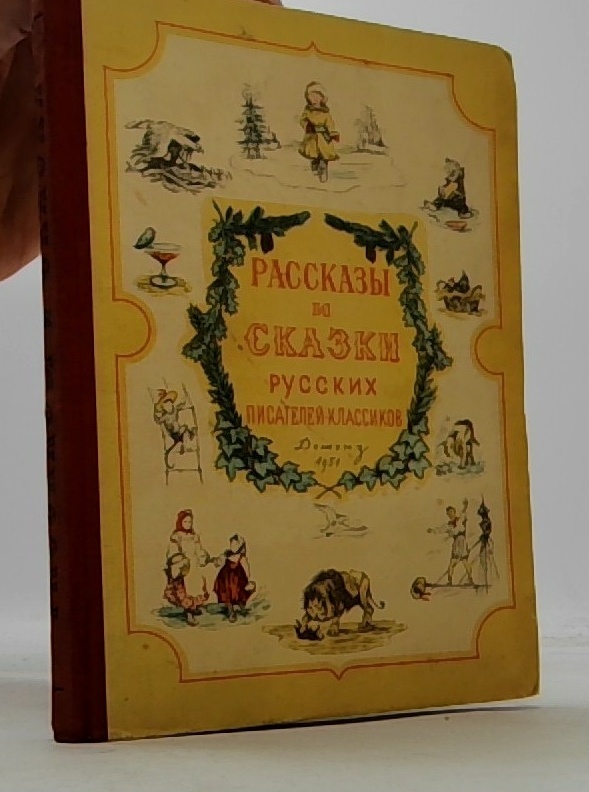 РАССКАЗЫ
и
СКАЗКИ
РУССКИХ
ПИСАТЕЛЕЙ-КЛАССИКОВ
Детгиз
1951